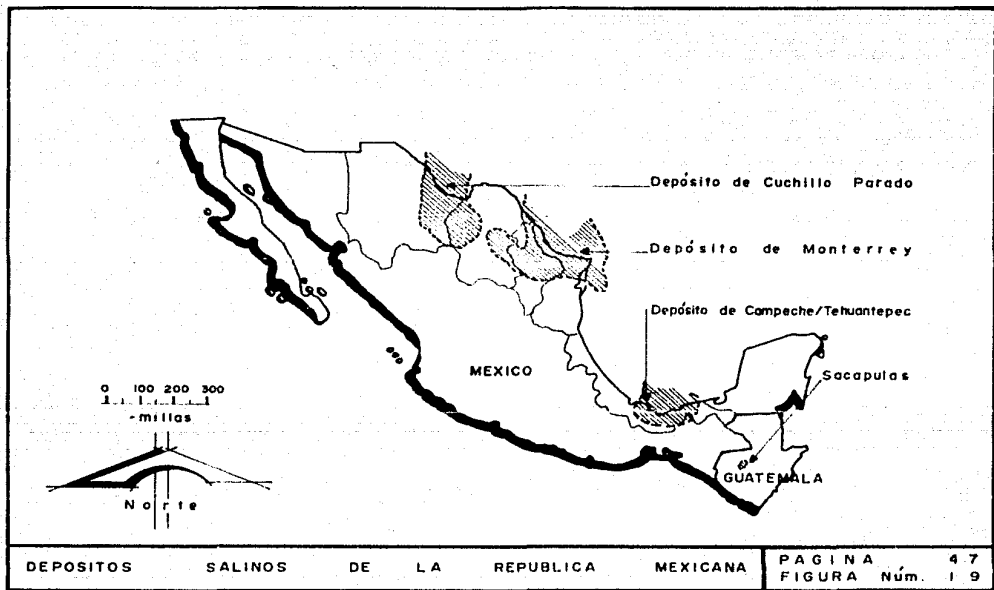 Depósito de Cuchillo Parado
Depósito de Monterrey
Depósito de Campeche/Tehuantepec
Sacapulas
MEXICO
GUATEMALA
0 100 200 300
-millas
Norte
DEPOSITOS SALINOS DE LA REPUBLICA MEXICANA
PAGINA 47
FIGURA Núm. 19